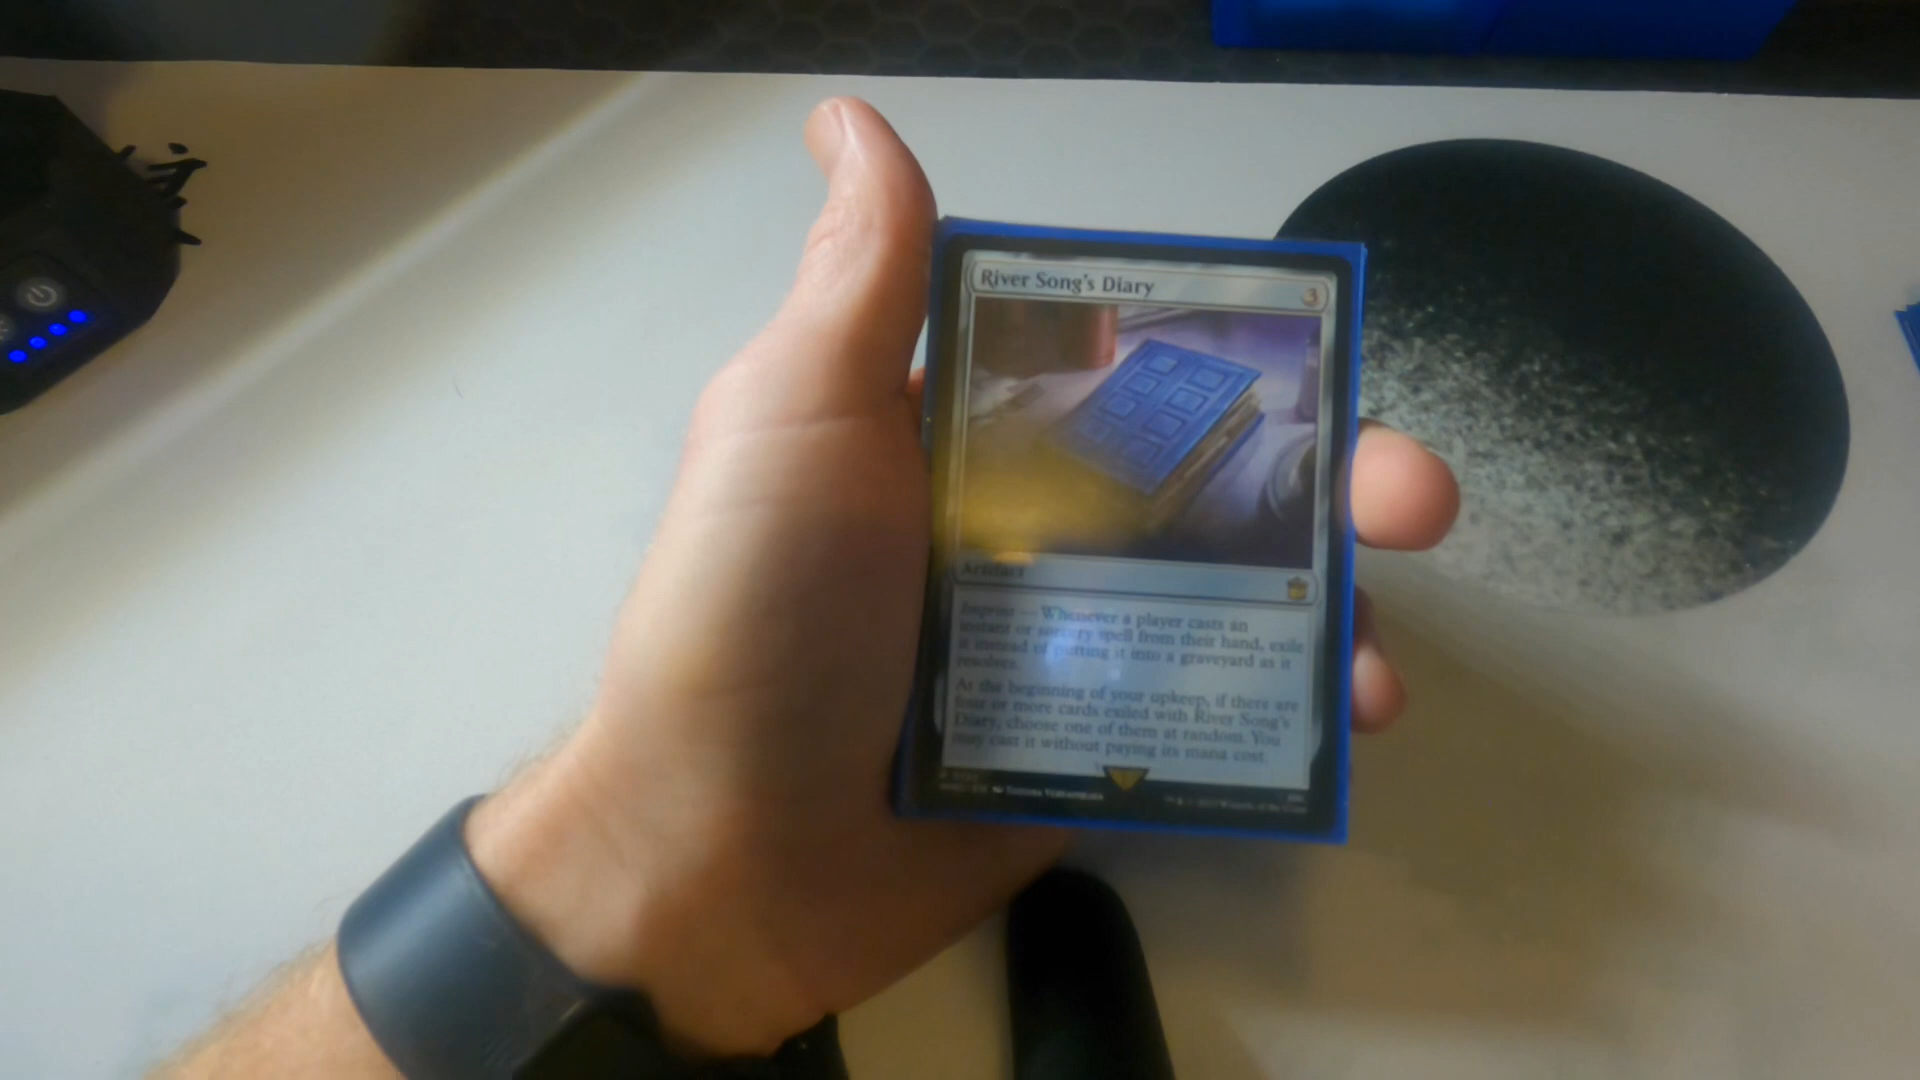 River Song's Diary
3
Artifact
Imprint — Whenever a player casts an
instant or sorcery spell from their hand, exile
it instead of putting it into a graveyard as it
resolves.
At the beginning of your upkeep, if there are
four or more cards exiled with River Song's
Diary, choose one of them at random. You
may cast it without paying its mana cost.